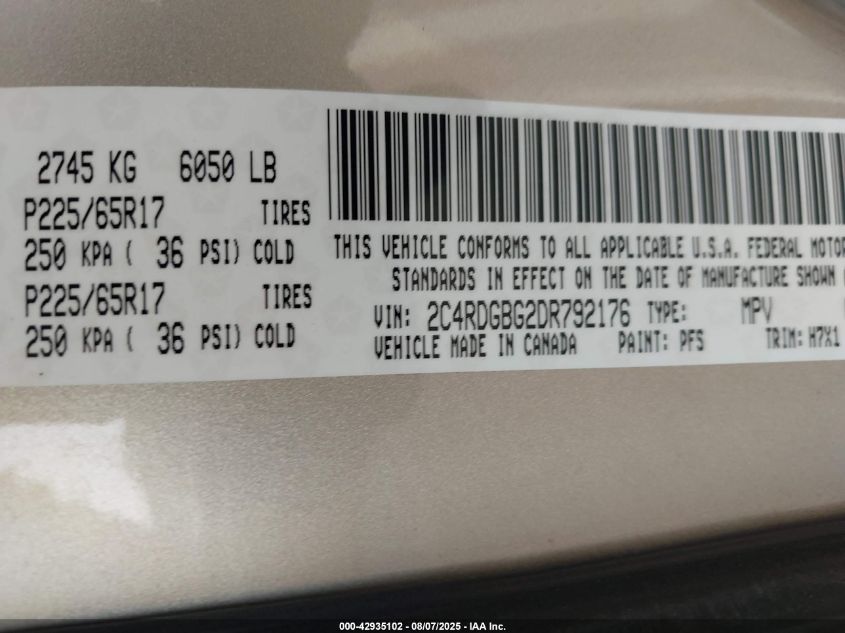 2745 KG 6050 LB
P225/65R17 TIRES
250 KPA ( 36 PSI) COLD
P225/65R17 TIRES
250 KPA ( 36 PSI) COLD
THIS VEHICLE CONFORMS TO ALL APPLICABLE U.S.A. FEDERAL MOTOR
STANDARDS IN EFFECT ON THE DATE OF MANUFACTURE SHOWN
VIN: 2C4RDGBG2DR792176 TYPE: MPV
VEHICLE MADE IN CANADA PAINT: PFS TRIM: H7X1
000-42935102 - 08/07/2025 - IAA Inc.